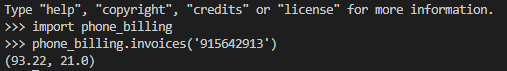 Type "help", "copyright", "credits" or "license" for more information.
>>> import phone_billing
>>> phone_billing.invoices('915642913')
(93.22, 21.0)